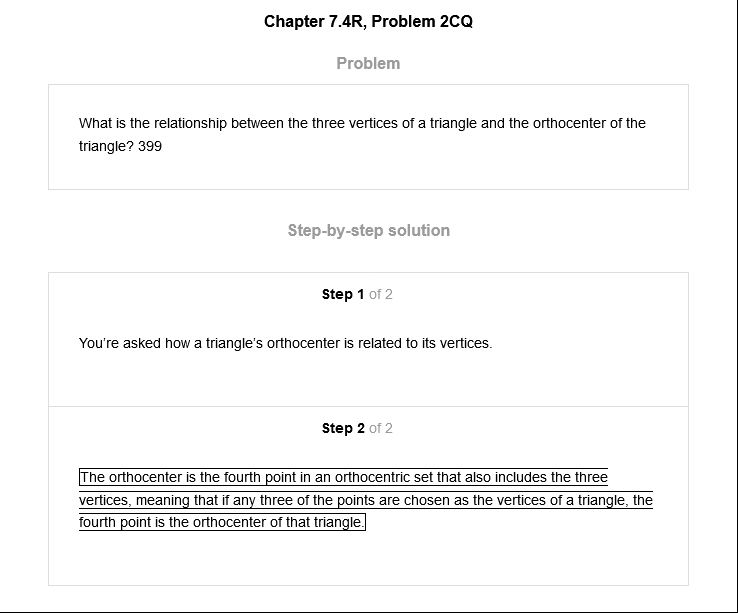 Chapter 7.4R, Problem 2CQ
Problem
What is the relationship between the three vertices of a triangle and the orthocenter of the
triangle? 399
Step-by-step solution
Step 1 of 2
You’re asked how a triangle’s orthocenter is related to its vertices.
Step 2 of 2
The orthocenter is the fourth point in an orthocentric set that also includes the three
vertices, meaning that if any three of the points are chosen as the vertices of a triangle, the
fourth point is the orthocenter of that triangle.